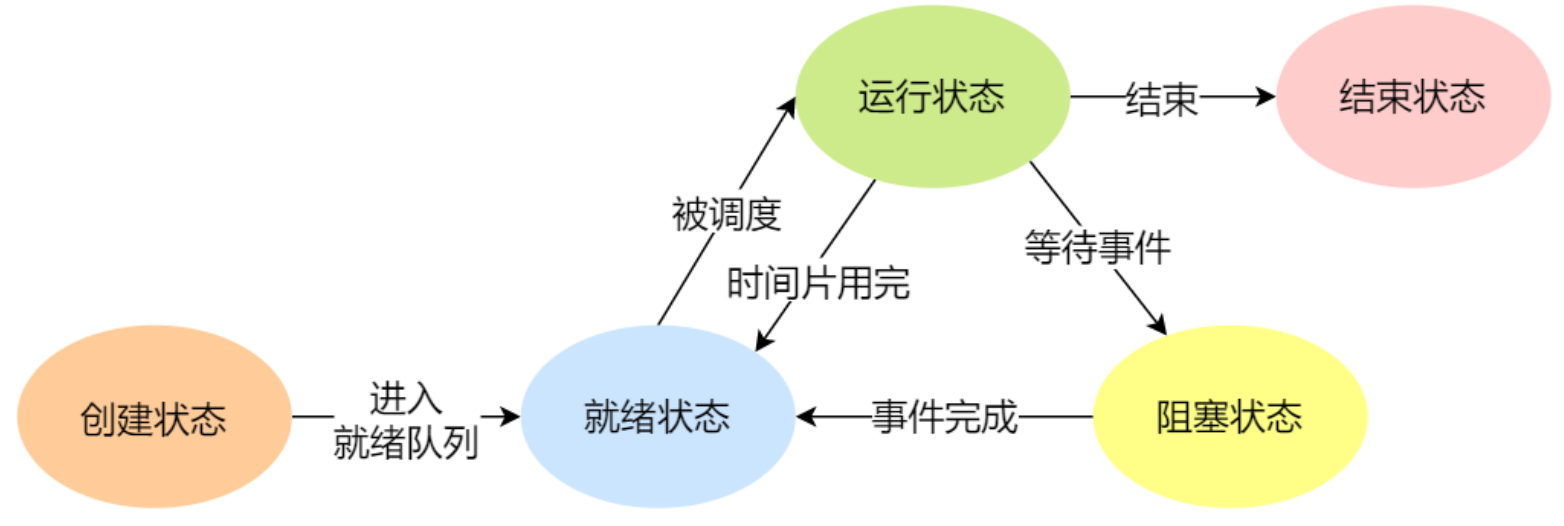 运行状态
结束
结束状态
被调度
等待事件
时间片用完
创建状态
进入
就绪队列
就绪状态
事件完成
阻塞状态